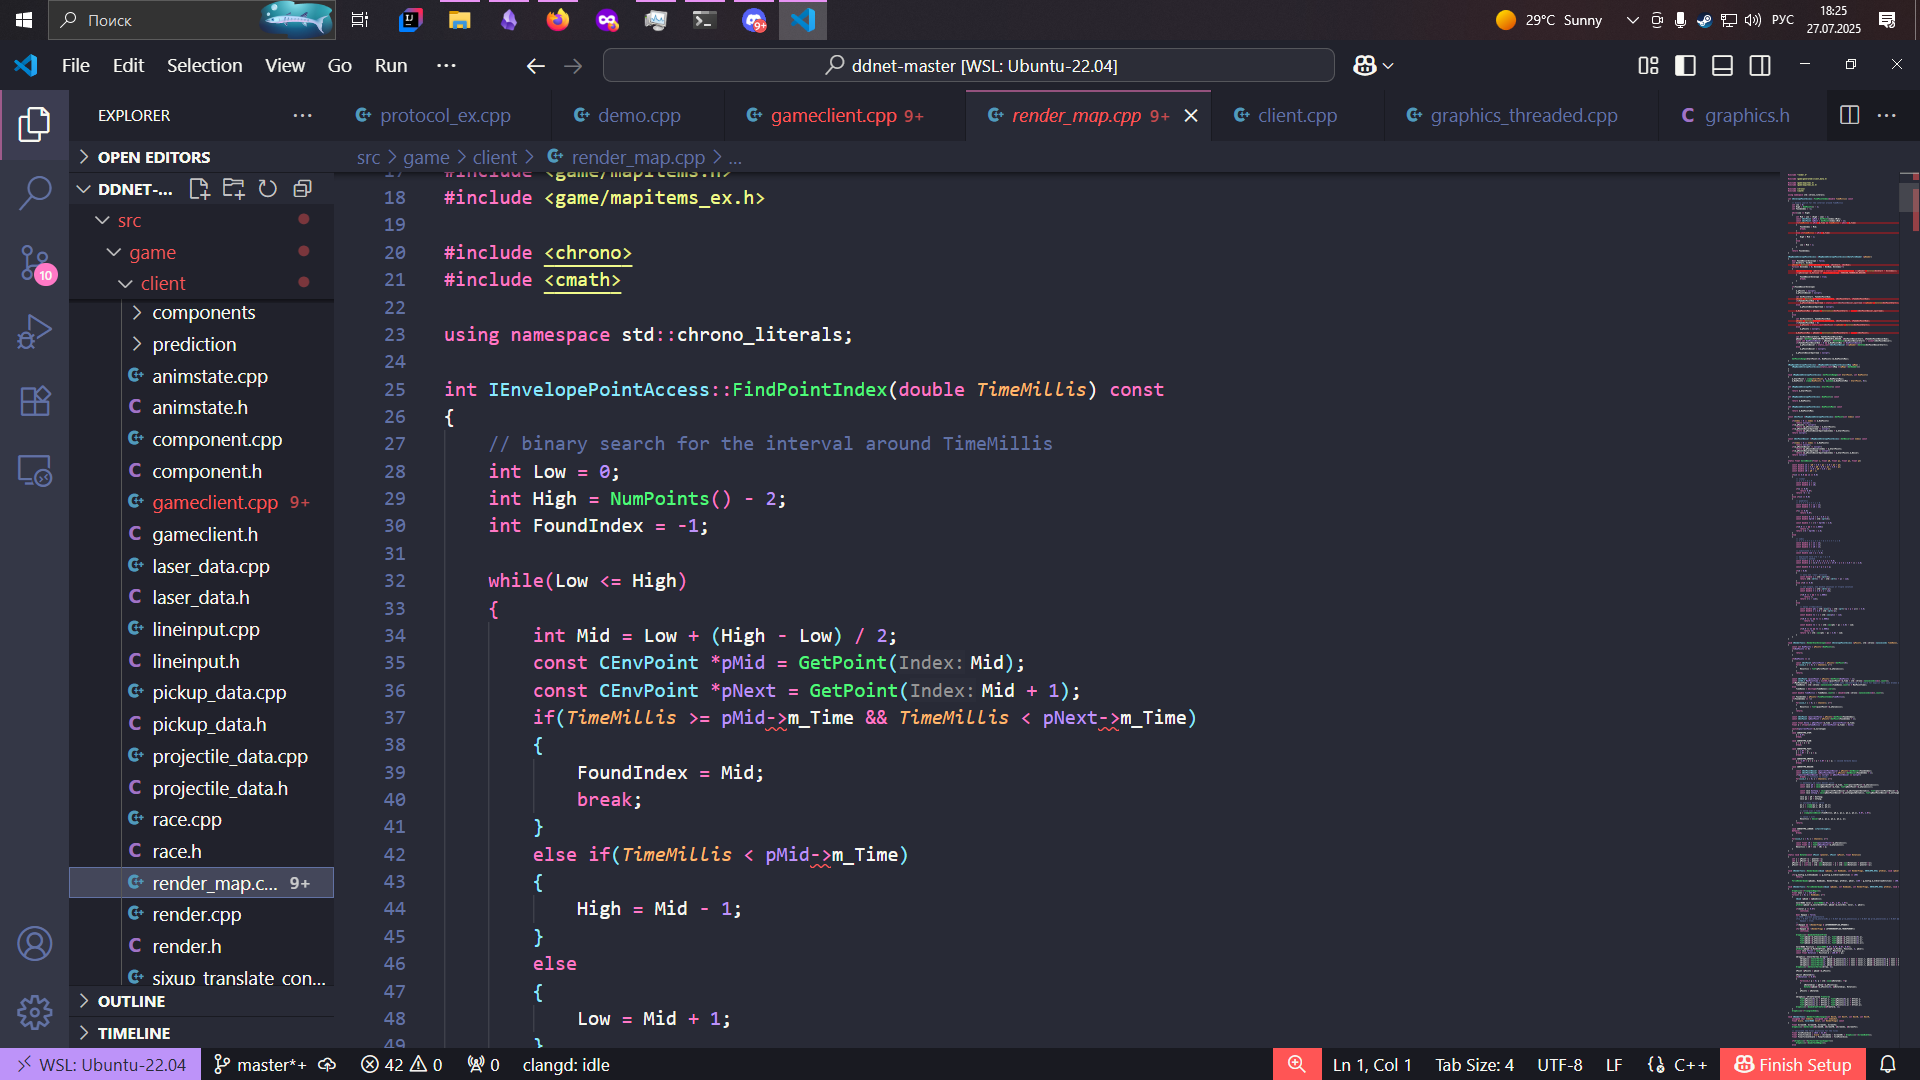 Поиск
9+
29°C Sunny
РУС
18:25
27.07.2025
File Edit Selection View Go Run ...
ddnet-master [WSL: Ubuntu-22.04]
EXPLORER
protocol_ex.cpp
demo.cpp
gameclient.cpp 9+
render_map.cpp 9+
client.cpp
graphics_threaded.cpp
graphics.h
OPEN EDITORS
DDNET-...
src
game
client
components
prediction
animstate.cpp
animstate.h
component.cpp
component.h
gameclient.cpp 9+
gameclient.h
laser_data.cpp
laser_data.h
lineinput.cpp
lineinput.h
pickup_data.cpp
pickup_data.h
projectile_data.cpp
projectile_data.h
race.cpp
race.h
render_map.c... 9+
render.cpp
render.h
sixup_translate_con...
OUTLINE
TIMELINE
10
src > game > client > render_map.cpp > ...
17 #include <game/mapitems.h>
18 #include <game/mapitems_ex.h>
19
20 #include <chrono>
21 #include <cmath>
22
23 using namespace std::chrono_literals;
24
25 int IEnvelopePointAccess::FindPointIndex(double TimeMillis) const
26 {
27 // binary search for the interval around TimeMillis
28 int Low = 0;
29 int High = NumPoints() - 2;
30 int FoundIndex = -1;
31
32 while(Low <= High)
33 {
34 int Mid = Low + (High - Low) / 2;
35 const CEnvPoint *pMid = GetPoint(Index: Mid);
36 const CEnvPoint *pNext = GetPoint(Index: Mid + 1);
37 if(TimeMillis >= pMid->m_Time && TimeMillis < pNext->m_Time)
38 {
39 FoundIndex = Mid;
40 break;
41 }
42 else if(TimeMillis < pMid->m_Time)
43 {
44 High = Mid - 1;
45 }
46 else
47 {
48 Low = Mid + 1;
49 }
WSL: Ubuntu-22.04 master*+ 42 0 0 clangd: idle
Ln 1, Col 1 Tab Size: 4 UTF-8 LF {} C++ Finish Setup